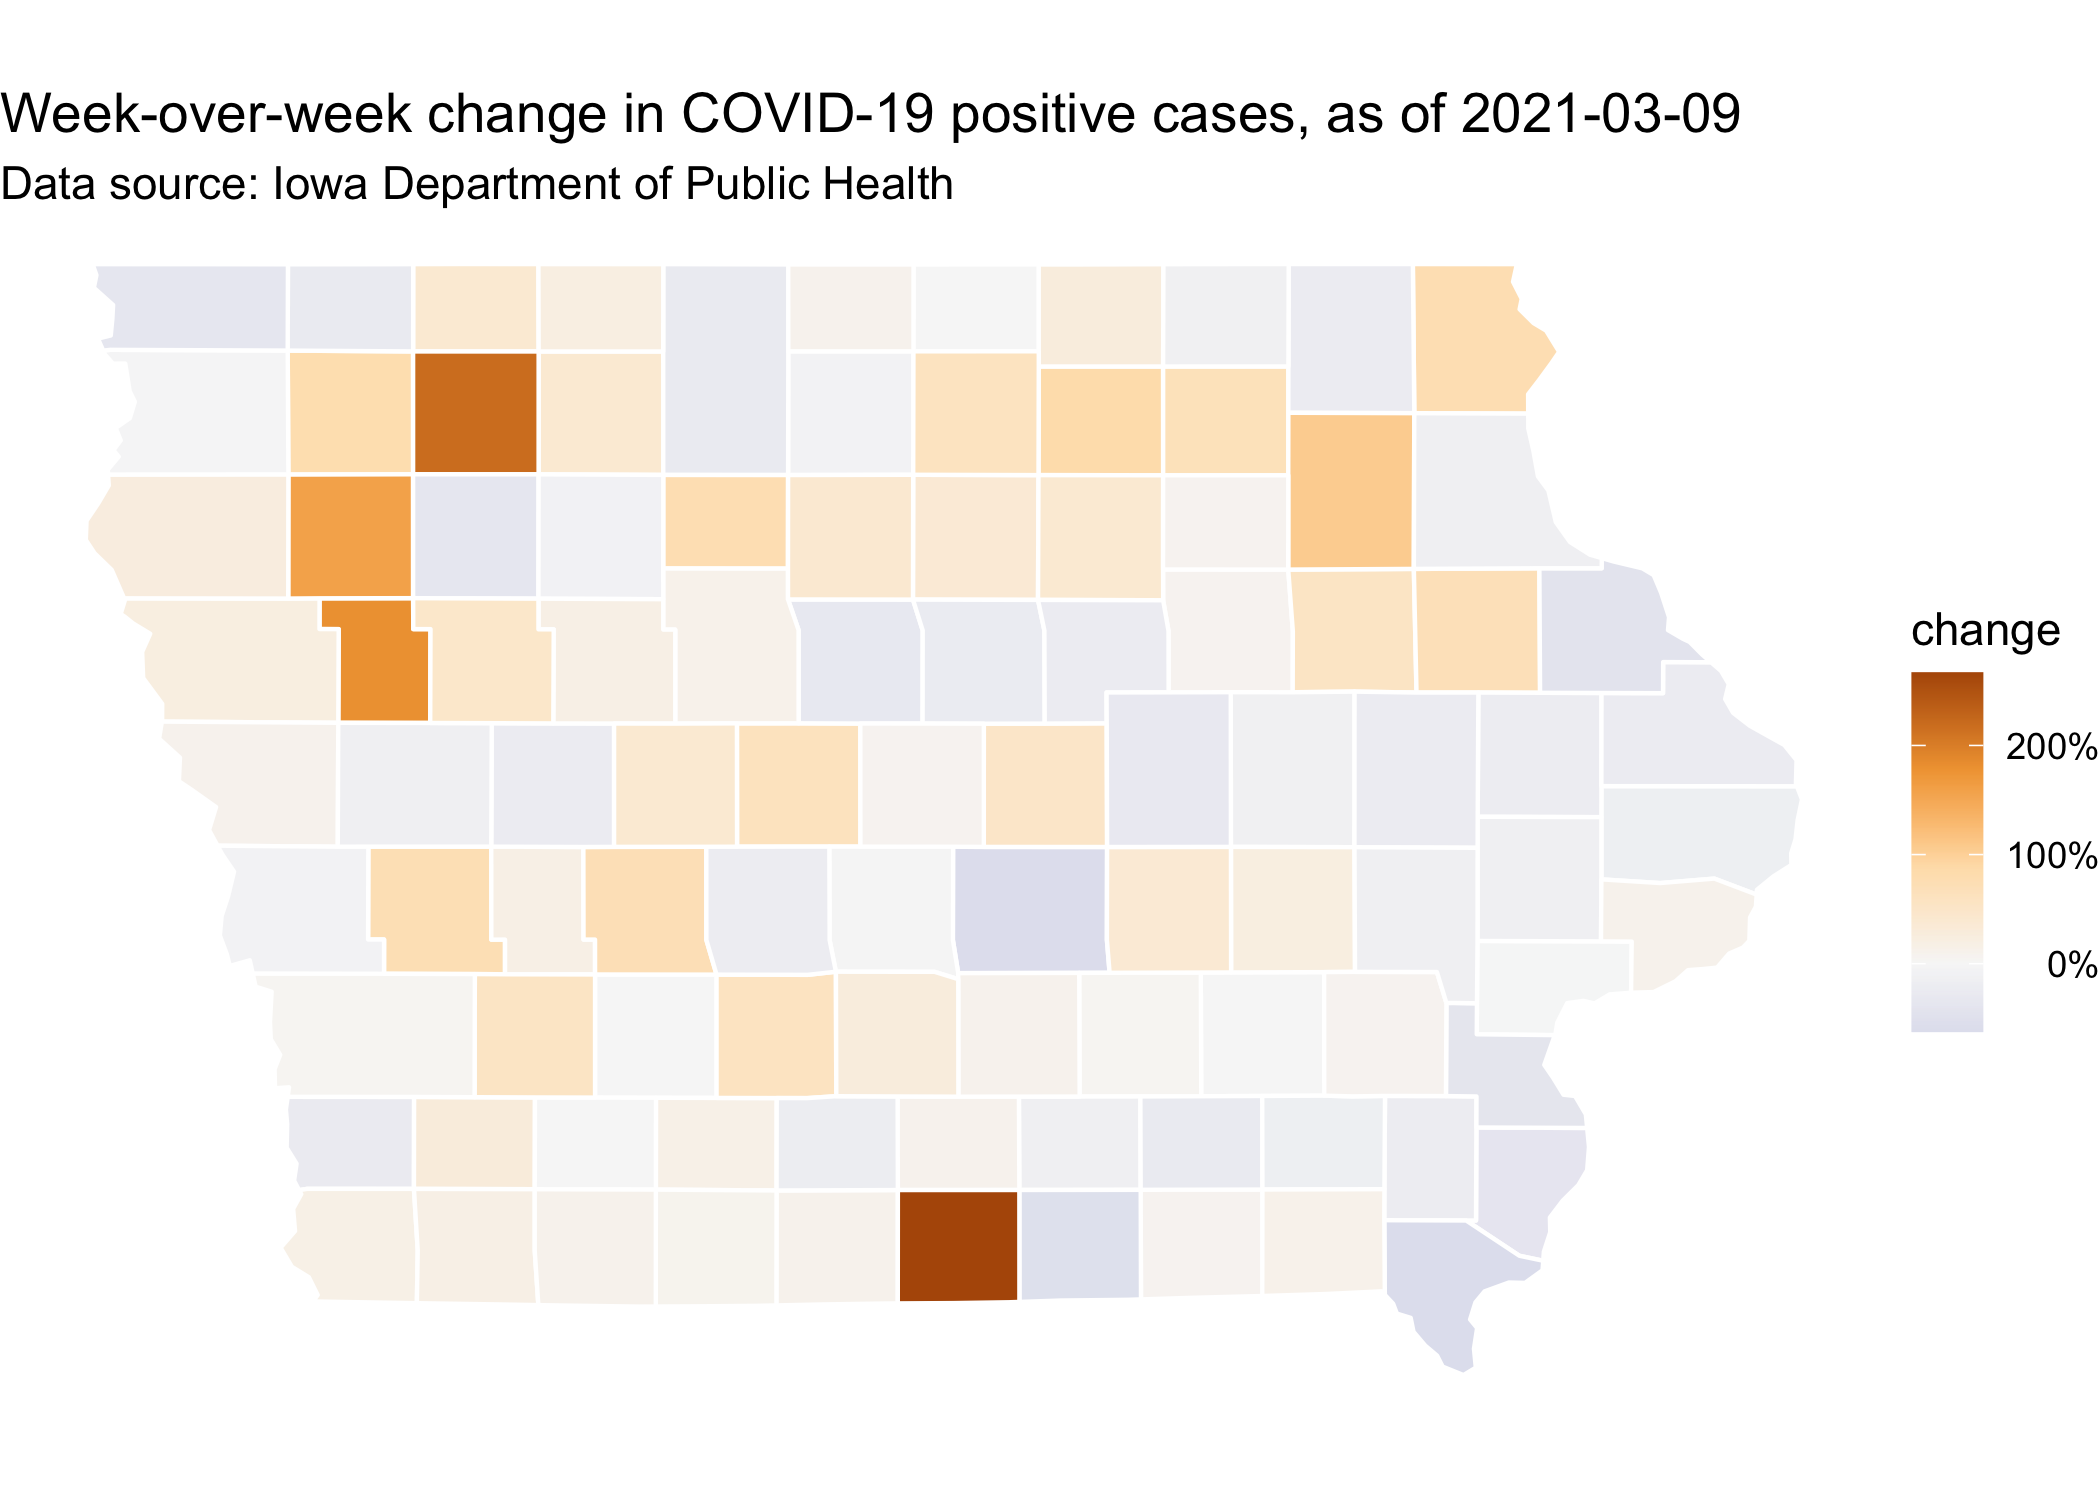 Week-over-week change in COVID-19 positive cases, as of 2021-03-09
Data source: Iowa Department of Public Health
change
200%
100%
0%